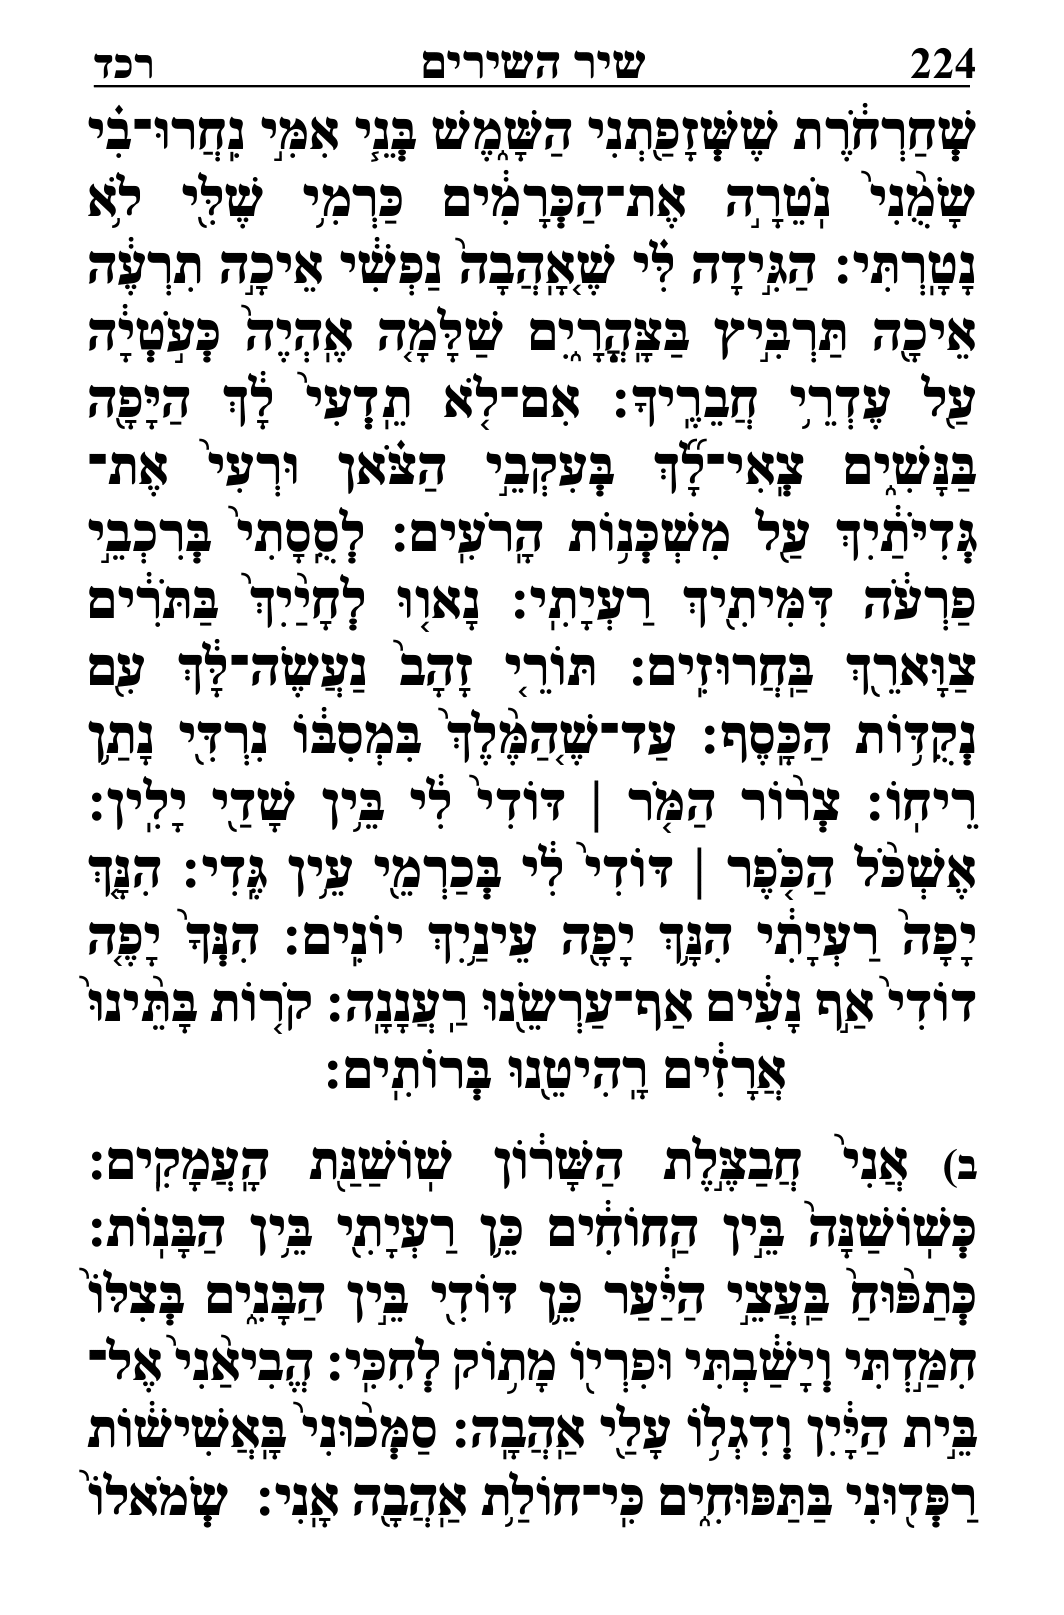 224 שיר השירים רכד
שְׁחַרְחֹ֔רֶת שֶׁשְּׁזָפַ֖תְנִי הַשָּׁ֑מֶשׁ בְּנֵ֧י אִמִּ֣י נִֽחֲרוּ־בִ֗י
שָׂמֻ֙נִי֙ נֹֽטֵרָ֣ה אֶת־הַכְּרָמִ֔ים כַּרְמִ֥י שֶׁלִּ֖י לֹ֥א
נָטָֽרְתִּי׃ הַגִּ֣ידָה לִּ֗י שֶׁ֤אָֽהֲבָה֙ נַפְשִׁ֔י אֵיכָ֣ה תִרְעֶ֔ה
אֵיכָ֖ה תַּרְבִּ֣יץ בַּצָּֽהֳרָ֑יִם שַׁלָּמָ֤ה אֶֽהְיֶה֙ כְּעֹ֣טְיָ֔ה
עַ֖ל עֶדְרֵ֥י חֲבֵרֶֽיךָ׃ אִם־לֹ֤א תֵֽדְעִי֙ לָ֔ךְ הַיָּפָ֖ה
בַּנָּשִׁ֑ים צְֽאִי־לָ֞ךְ בְּעִקְבֵ֣י הַצֹּ֗אן וּרְעִי֙ אֶת־
גְּדִיֹּתַ֔יִךְ עַ֖ל מִשְׁכְּנ֥וֹת הָֽרֹעִֽים׃ לְסֻֽסָתִי֙ בְּרִכְבֵ֣י
פַרְעֹ֔ה דִּמִּיתִ֖יךְ רַעְיָתִֽי׃ נָאו֤וּ לְחָיַ֙יִךְ֙ בַּתֹּרִ֔ים
צַוָּארֵ֖ךְ בַּֽחֲרוּזִֽים׃ תּוֹרֵ֤י זָהָב֙ נַעֲשֶׂה־לָּ֔ךְ עִ֖ם
נְקֻדּ֥וֹת הַכָּֽסֶף׃ עַד־שֶׁ֤הַמֶּ֙לֶךְ֙ בִּמְסִבּ֔וֹ נִרְדִּ֖י נָתַ֥ן
רֵיחֽוֹ׃ צְר֨וֹר הַמֹּ֤ר | דּוֹדִי֙ לִ֔י בֵּ֥ין שָׁדַ֖י יָלִֽין׃
אֶשְׁכֹּ֨ל הַכֹּ֤פֶר | דּוֹדִי֙ לִ֔י בְּכַרְמֵ֖י עֵ֥ין גֶּֽדִי׃ הִנָּ֤ךְ
יָפָה֙ רַעְיָתִ֔י הִנָּ֥ךְ יָפָ֖ה עֵינַ֥יִךְ יוֹנִֽים׃ הִנְּךָ֙ יָפֶ֤ה
דוֹדִי֙ אַ֣ף נָעִ֔ים אַף־עַרְשֵׂ֖נוּ רַֽעֲנָנָֽה׃ קֹר֤וֹת בָּתֵּ֙ינוּ֙
אֲרָזִ֔ים רָֽהִיטֵ֖נוּ בְּרוֹתִֽים׃
ב) אֲנִי֙ חֲבַצֶּ֣לֶת הַשָּׁר֔וֹן שֽׁוֹשַׁנַּ֖ת הָֽעֲמָקִֽים׃
כְּשֽׁוֹשַׁנָּה֙ בֵּ֣ין הַֽחוֹחִ֔ים כֵּ֥ן רַעְיָתִ֖י בֵּ֥ין הַבָּנֽוֹת׃
כְּתַפּ֙וּחַ֙ בַּֽעֲצֵ֣י הַיַּ֔עַר כֵּ֥ן דּוֹדִ֖י בֵּ֣ין הַבָּנִ֑ים בְּצִלּוֹ֙
חִמַּ֣דְתִּי וְיָשַׁ֔בְתִּי וּפִרְי֖וֹ מָת֥וֹק לְחִכִּֽי׃ הֱבִיאַ֙נִי֙ אֶל־
בֵּ֣ית הַיָּ֔יִן וְדִגְל֥וֹ עָלַ֖י אַֽהֲבָֽה׃ סַמְּכ֙וּנִי֙ בָּֽאֲשִׁישׁ֔וֹת
רַפְּד֖וּנִי בַּתַּפּוּחִ֑ים כִּֽי־חוֹלַ֥ת אַֽהֲבָ֖ה אָֽנִי׃ שְׂמֹאלוֹ֙